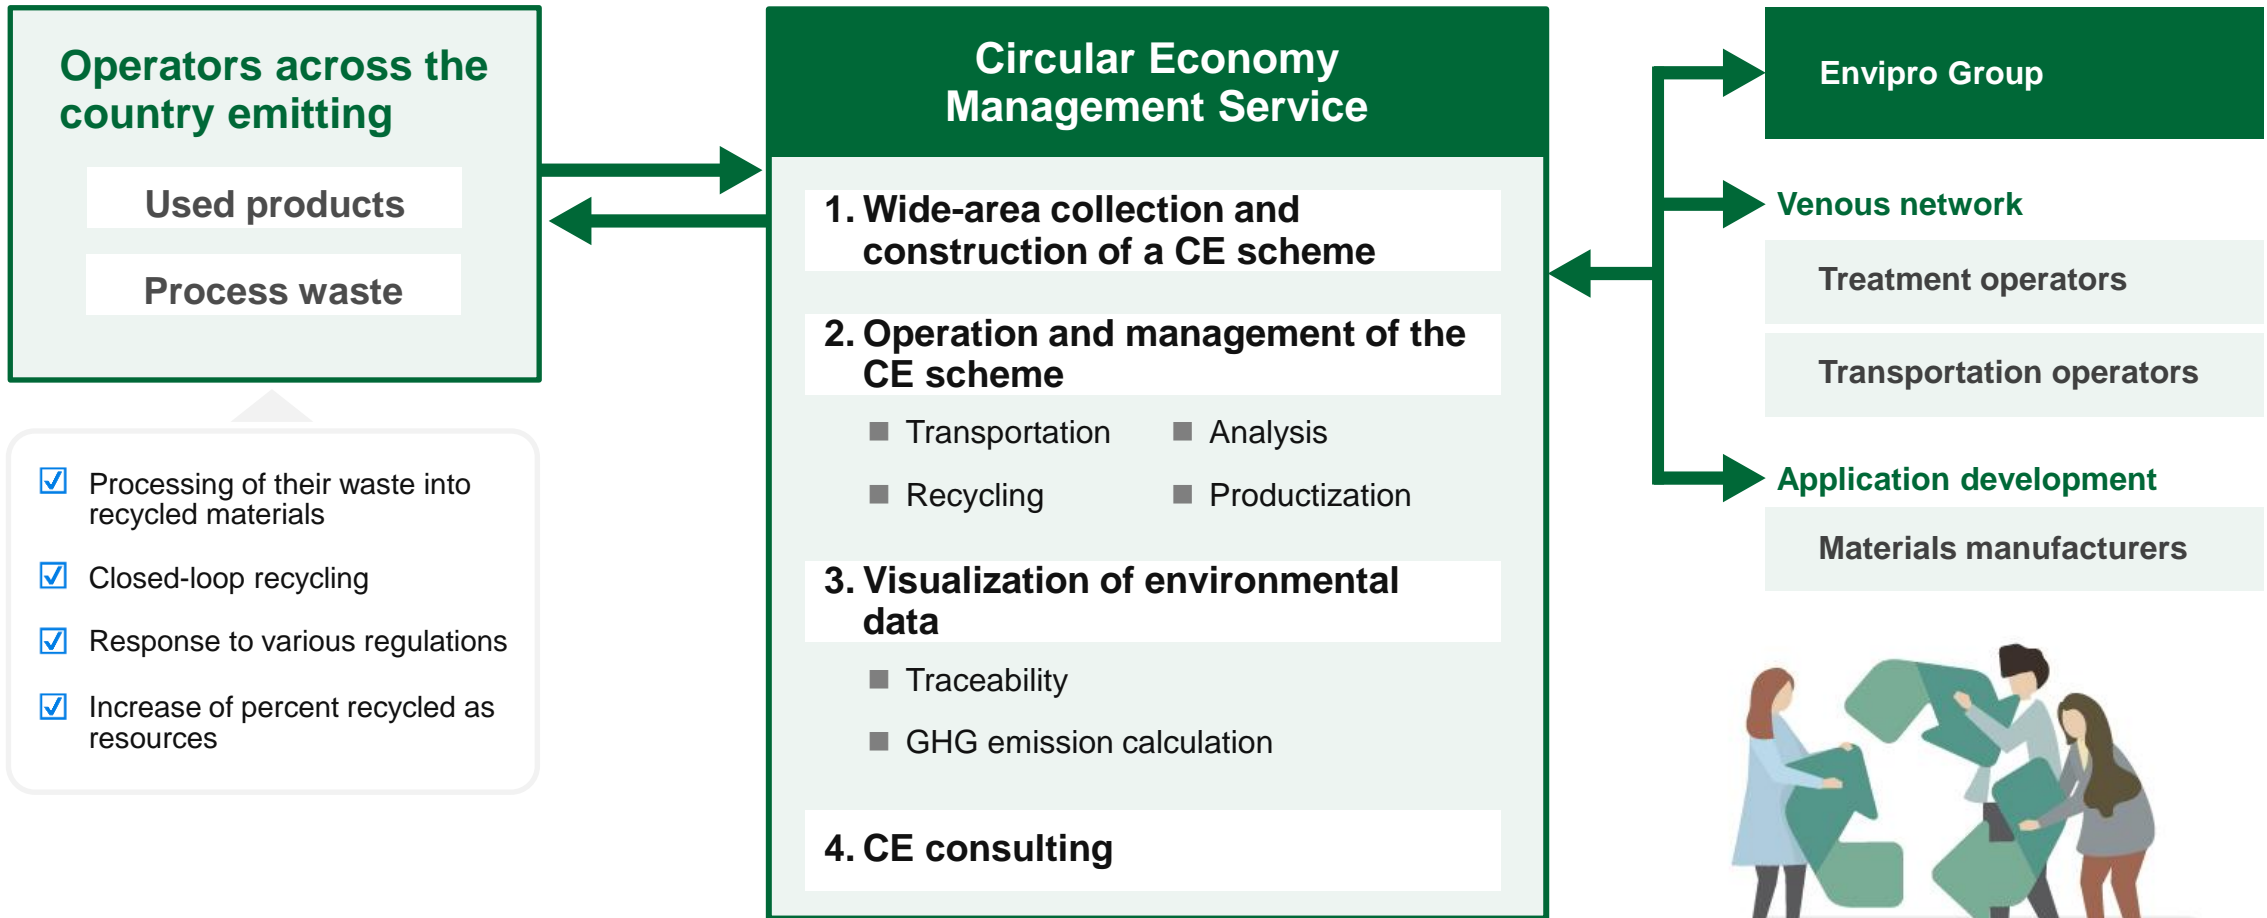 Operators across the
country emitting
Used products
Process waste
Processing of their waste into
recycled materials
Closed-loop recycling
Response to various regulations
Increase of percent recycled as
resources
Circular Economy
Management Service
1. Wide-area collection and
construction of a CE scheme
2. Operation and management of the
CE scheme
Transportation
Analysis
Recycling
Productization
3. Visualization of environmental
data
Traceability
GHG emission calculation
4. CE consulting
Envipro Group
Venous network
Treatment operators
Transportation operators
Application development
Materials manufacturers